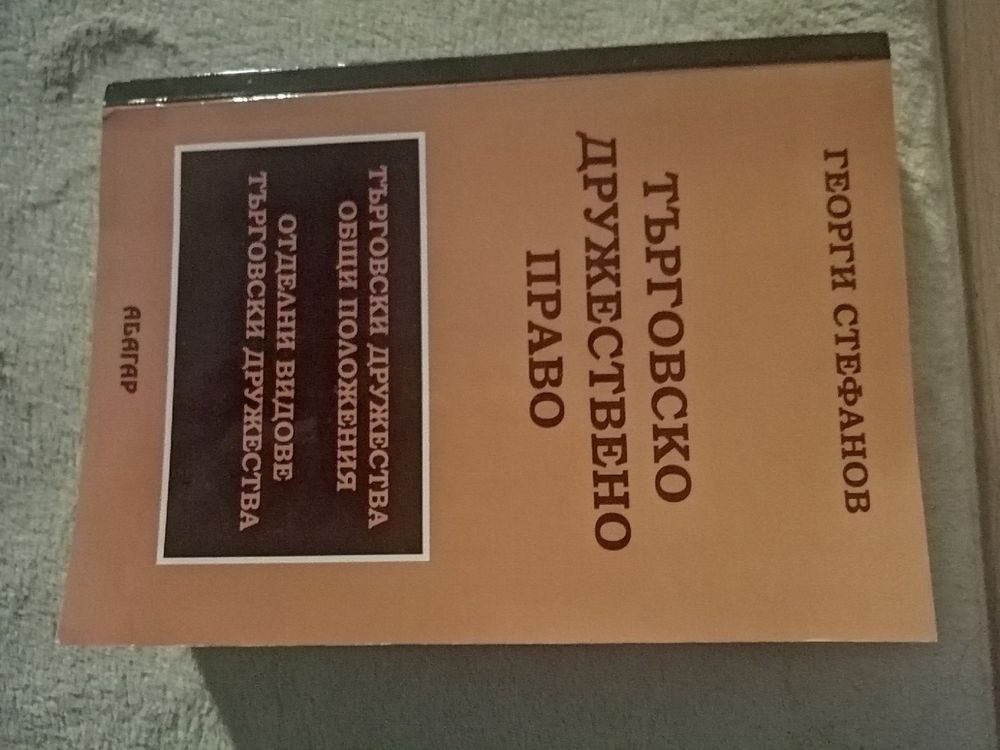 ГЕОРГИ СТЕФАНОВ
ТЪРГОВСКО
ДРУЖЕСТВЕНО
ПРАВО
ТЪРГОВСКИ ДРУЖЕСТВА
ОБЩИ ПОЛОЖЕНИЯ
ОТДЕЛНИ ВИДОВЕ
ТЪРГОВСКИ ДРУЖЕСТВА
АБАГАР